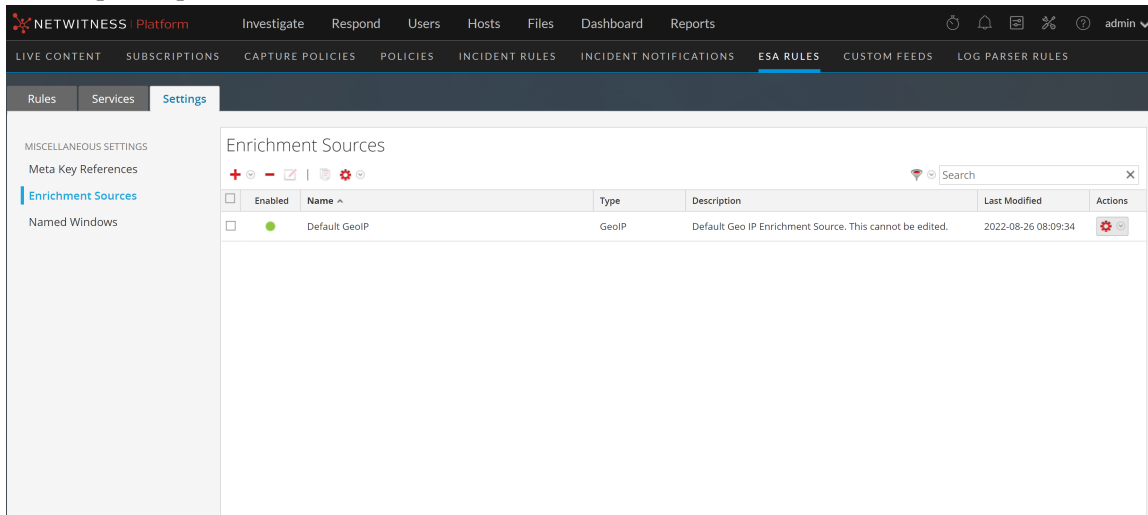 NETWITNESS Platform Investigate Respond Users Hosts Files Dashboard Reports admin
LIVE CONTENT SUBSCRIPTIONS CAPTURE POLICIES POLICIES INCIDENT RULES INCIDENT NOTIFICATIONS ESA RULES CUSTOM FEEDS LOG PARSER RULES
Rules Services Settings
MISCELLANEOUS SETTINGS
Meta Key References
Enrichment Sources
Named Windows
Enrichment Sources
Search
Enabled Name Type Description Last Modified Actions
Default GeoIP GeoIP Default Geo IP Enrichment Source. This cannot be edited. 2022-08-26 08:09:34